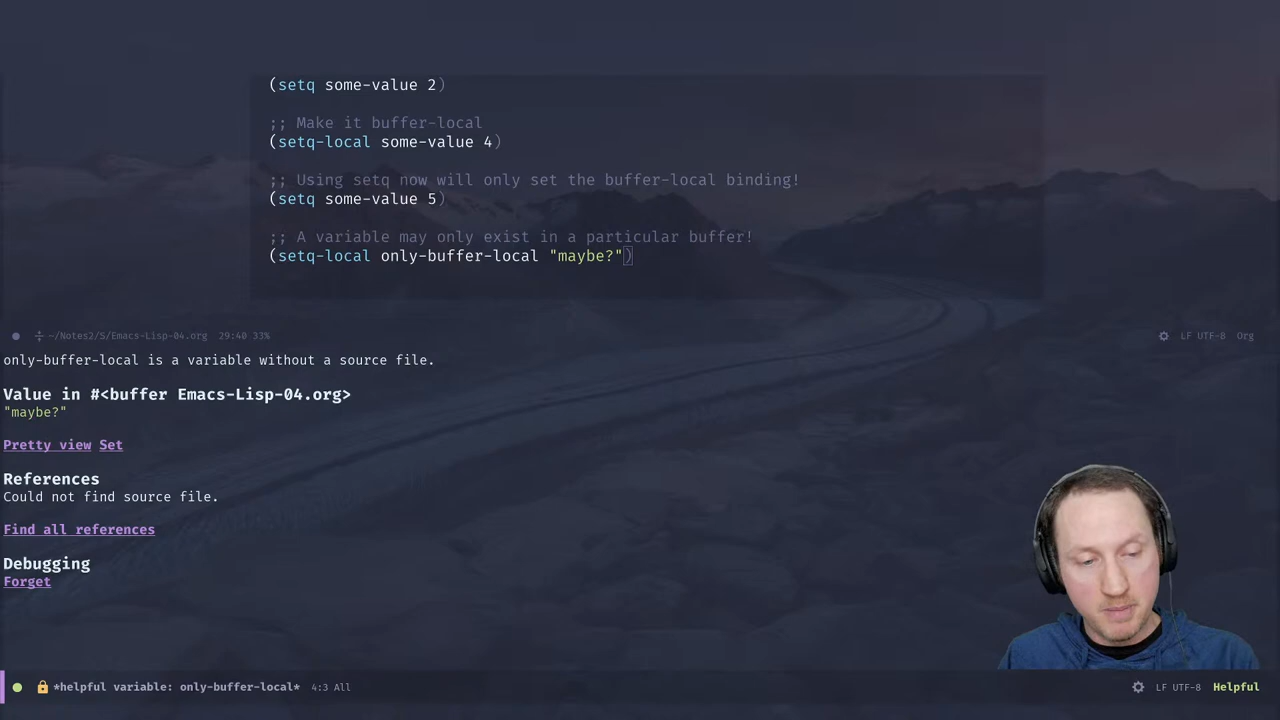 (setq some-value 2)
;; Make it buffer-local
(setq-local some-value 4)
;; Using setq now will only set the buffer-local binding!
(setq some-value 5)
;; A variable may only exist in a particular buffer!
(setq-local only-buffer-local "maybe?")
~/Notes2/S/Emacs-Lisp-04.org 29:40 33% LF UTF-8 Org
only-buffer-local is a variable without a source file.
Value in #<buffer Emacs-Lisp-04.org>
"maybe?"
Pretty view Set
References
Could not find source file.
Find all references
Debugging
Forget
*helpful variable: only-buffer-local* 4:3 All LF UTF-8 Helpful